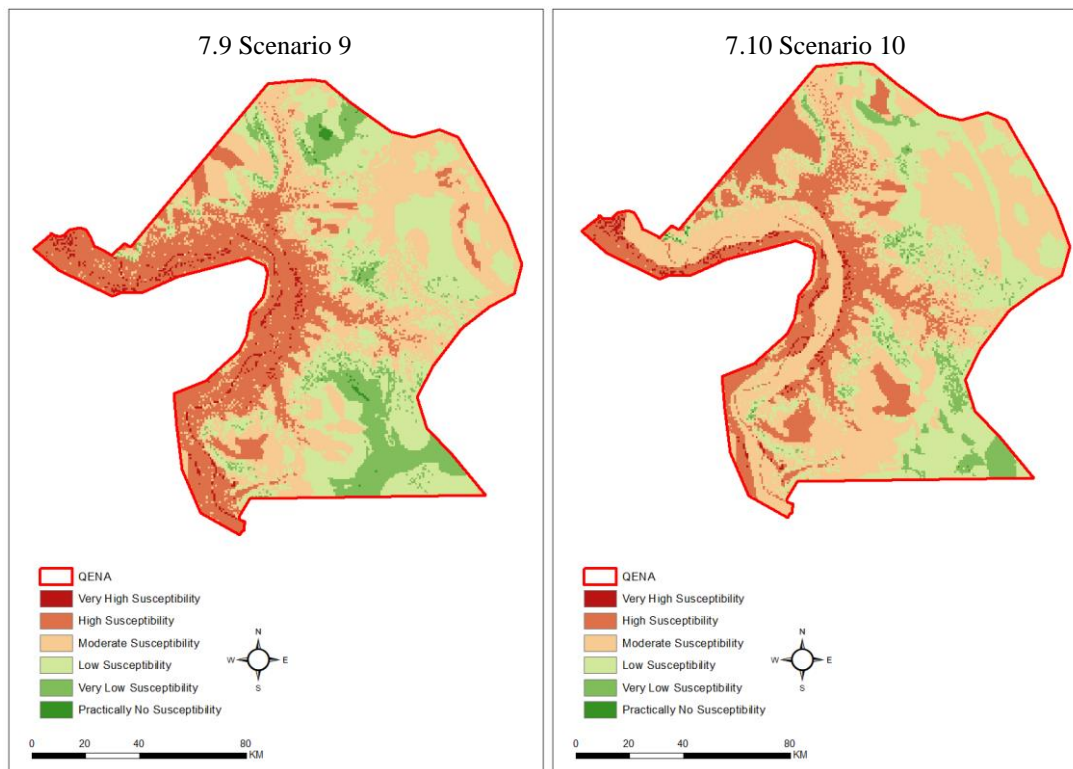 7.9 Scenario 9
QENA
Very High Susceptibility
High Susceptibility
Moderate Susceptibility
Low Susceptibility
Very Low Susceptibility
Practically No Susceptibility
N
W E
S
0 20 40 80
KM
7.10 Scenario 10
QENA
Very High Susceptibility
High Susceptibility
Moderate Susceptibility
Low Susceptibility
Very Low Susceptibility
Practically No Susceptibility
N
W E
S
0 20 40 80
KM